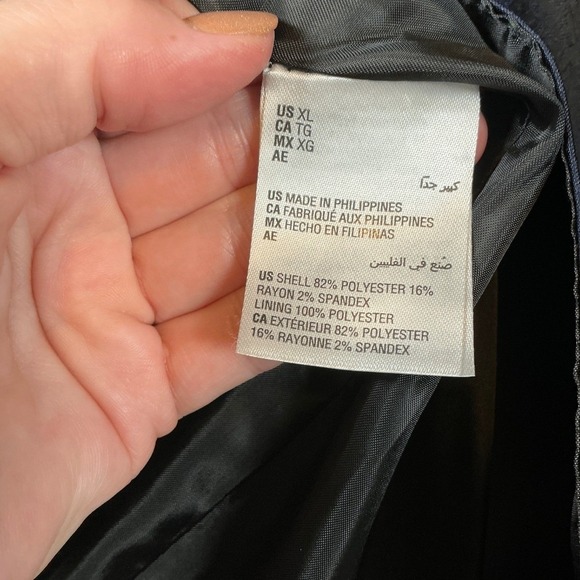 US XL
CA TG
MX XG
AE
كبير جدًا
US MADE IN PHILIPPINES
CA FABRIQUÉ AUX PHILIPPINES
MX HECHO EN FILIPINAS
AE
صُنع في الفلبين
US SHELL 82% POLYESTER 16%
RAYON 2% SPANDEX
LINING 100% POLYESTER
CA EXTÉRIEUR 82% POLYESTER
16% RAYONNE 2% SPANDEX